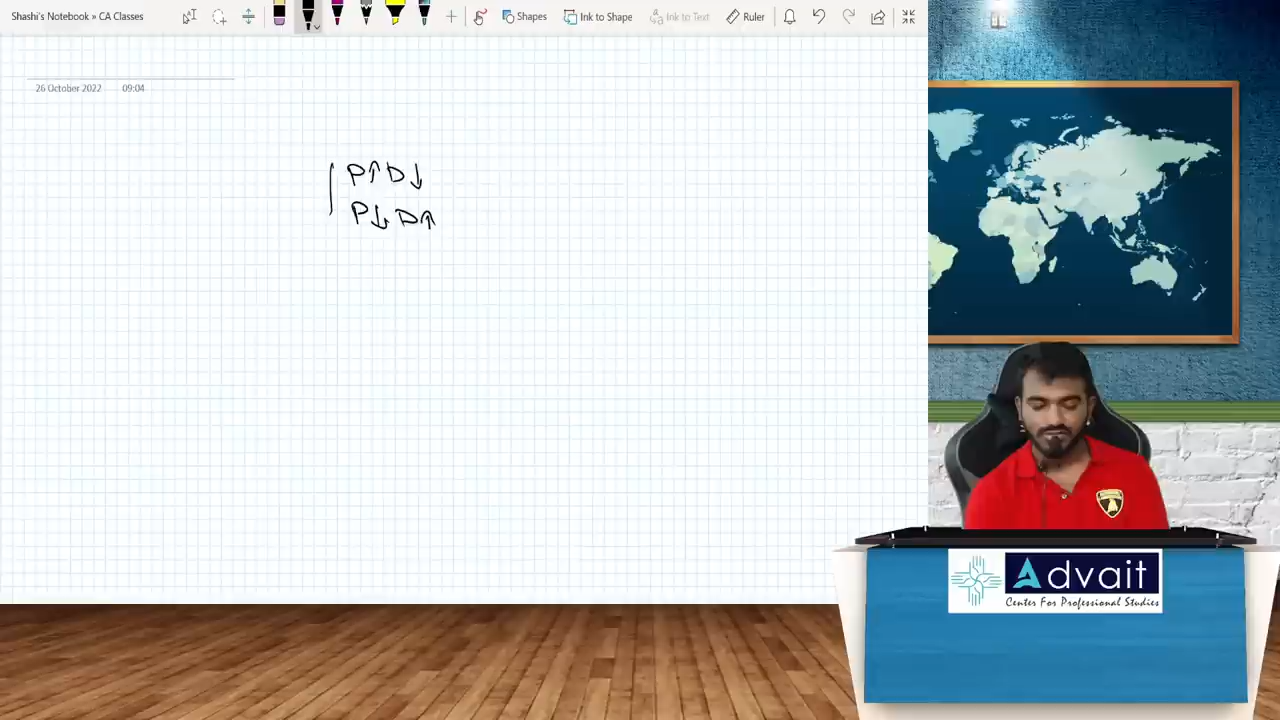 Shashi's Notebook » CA Classes
Shapes
Ink to Shape
Ink to Text
Ruler
26 October 2022 09:04
P↑ D↓
P↓ D↑
Advait
Center For Professional Studies